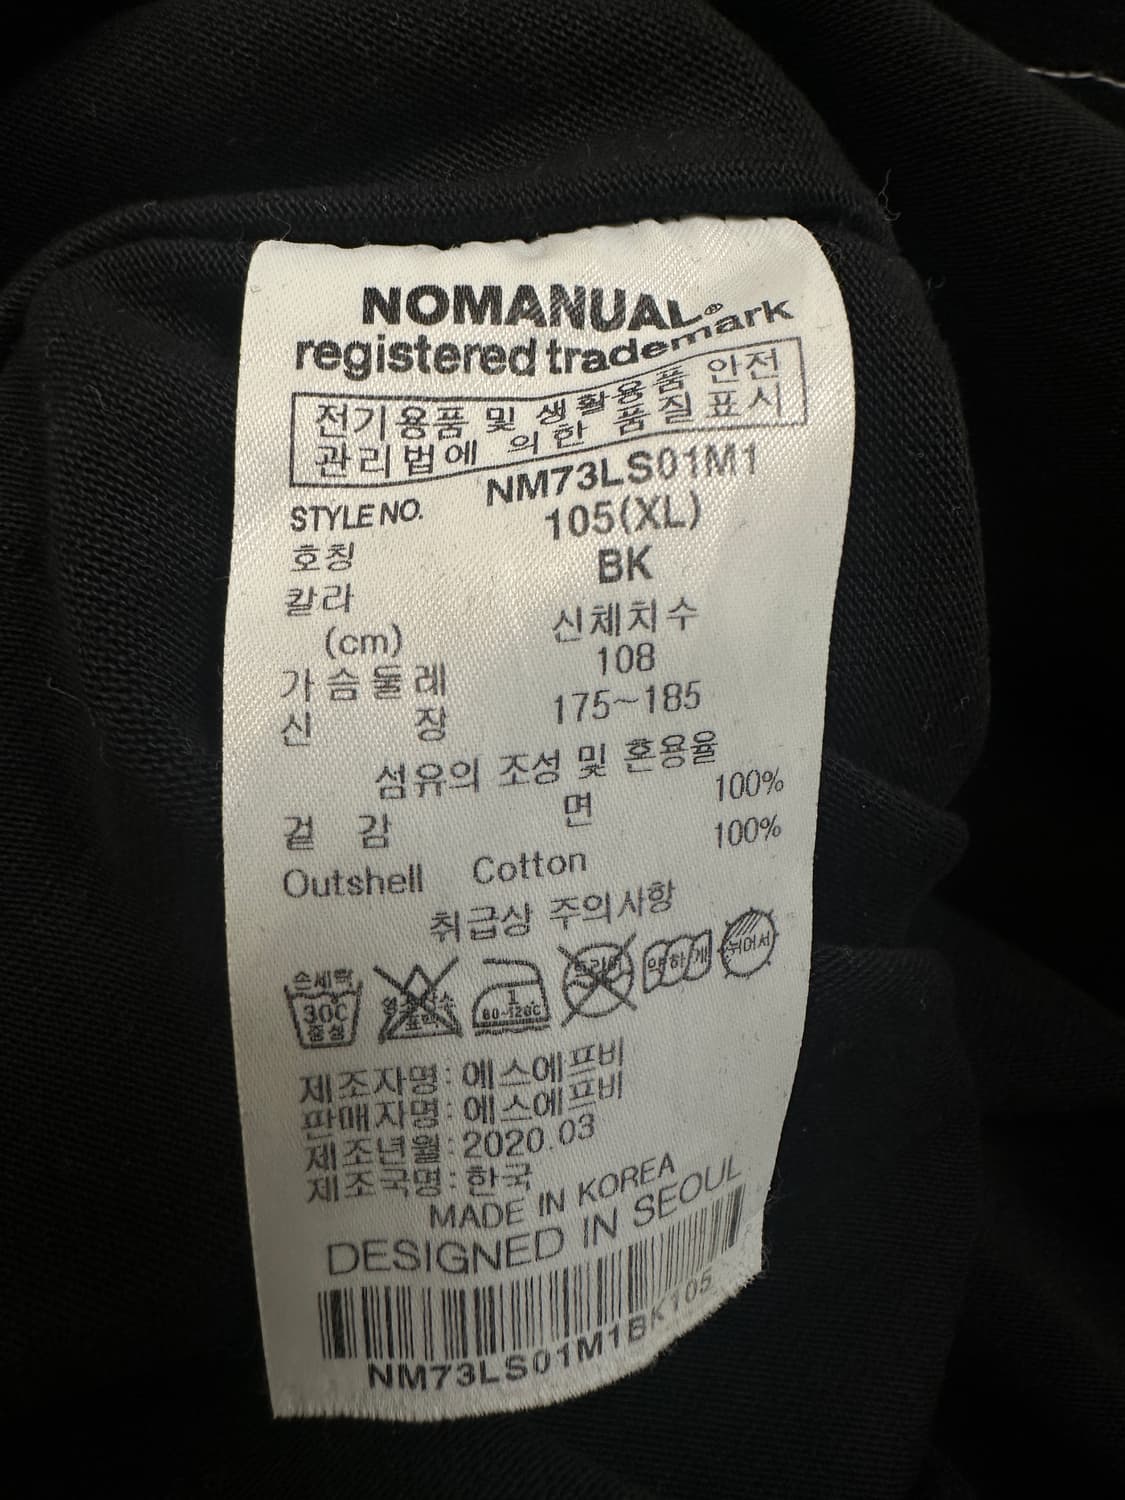 NOMANUAL®
registered trademark
전기용품 및 생활용품 안전
관리법에 의한 품질표시
STYLE NO. NM73LS01M1
호칭 105(XL)
칼라 BK
(cm) 신체치수
가슴둘레 108
신장 175~185
섬유의 조성 및 혼용율
겉감 면 100%
Outshell Cotton 100%
취급상 주의사항
손세탁 약하게 뉘어서
30C 1
중성 80~120C
제조자명:에스에프비
판매자명:에스에프비
제조년월:2020.03
제조국명:한국
MADE IN KOREA
DESIGNED IN SEOUL
NM73LS01M1BK105